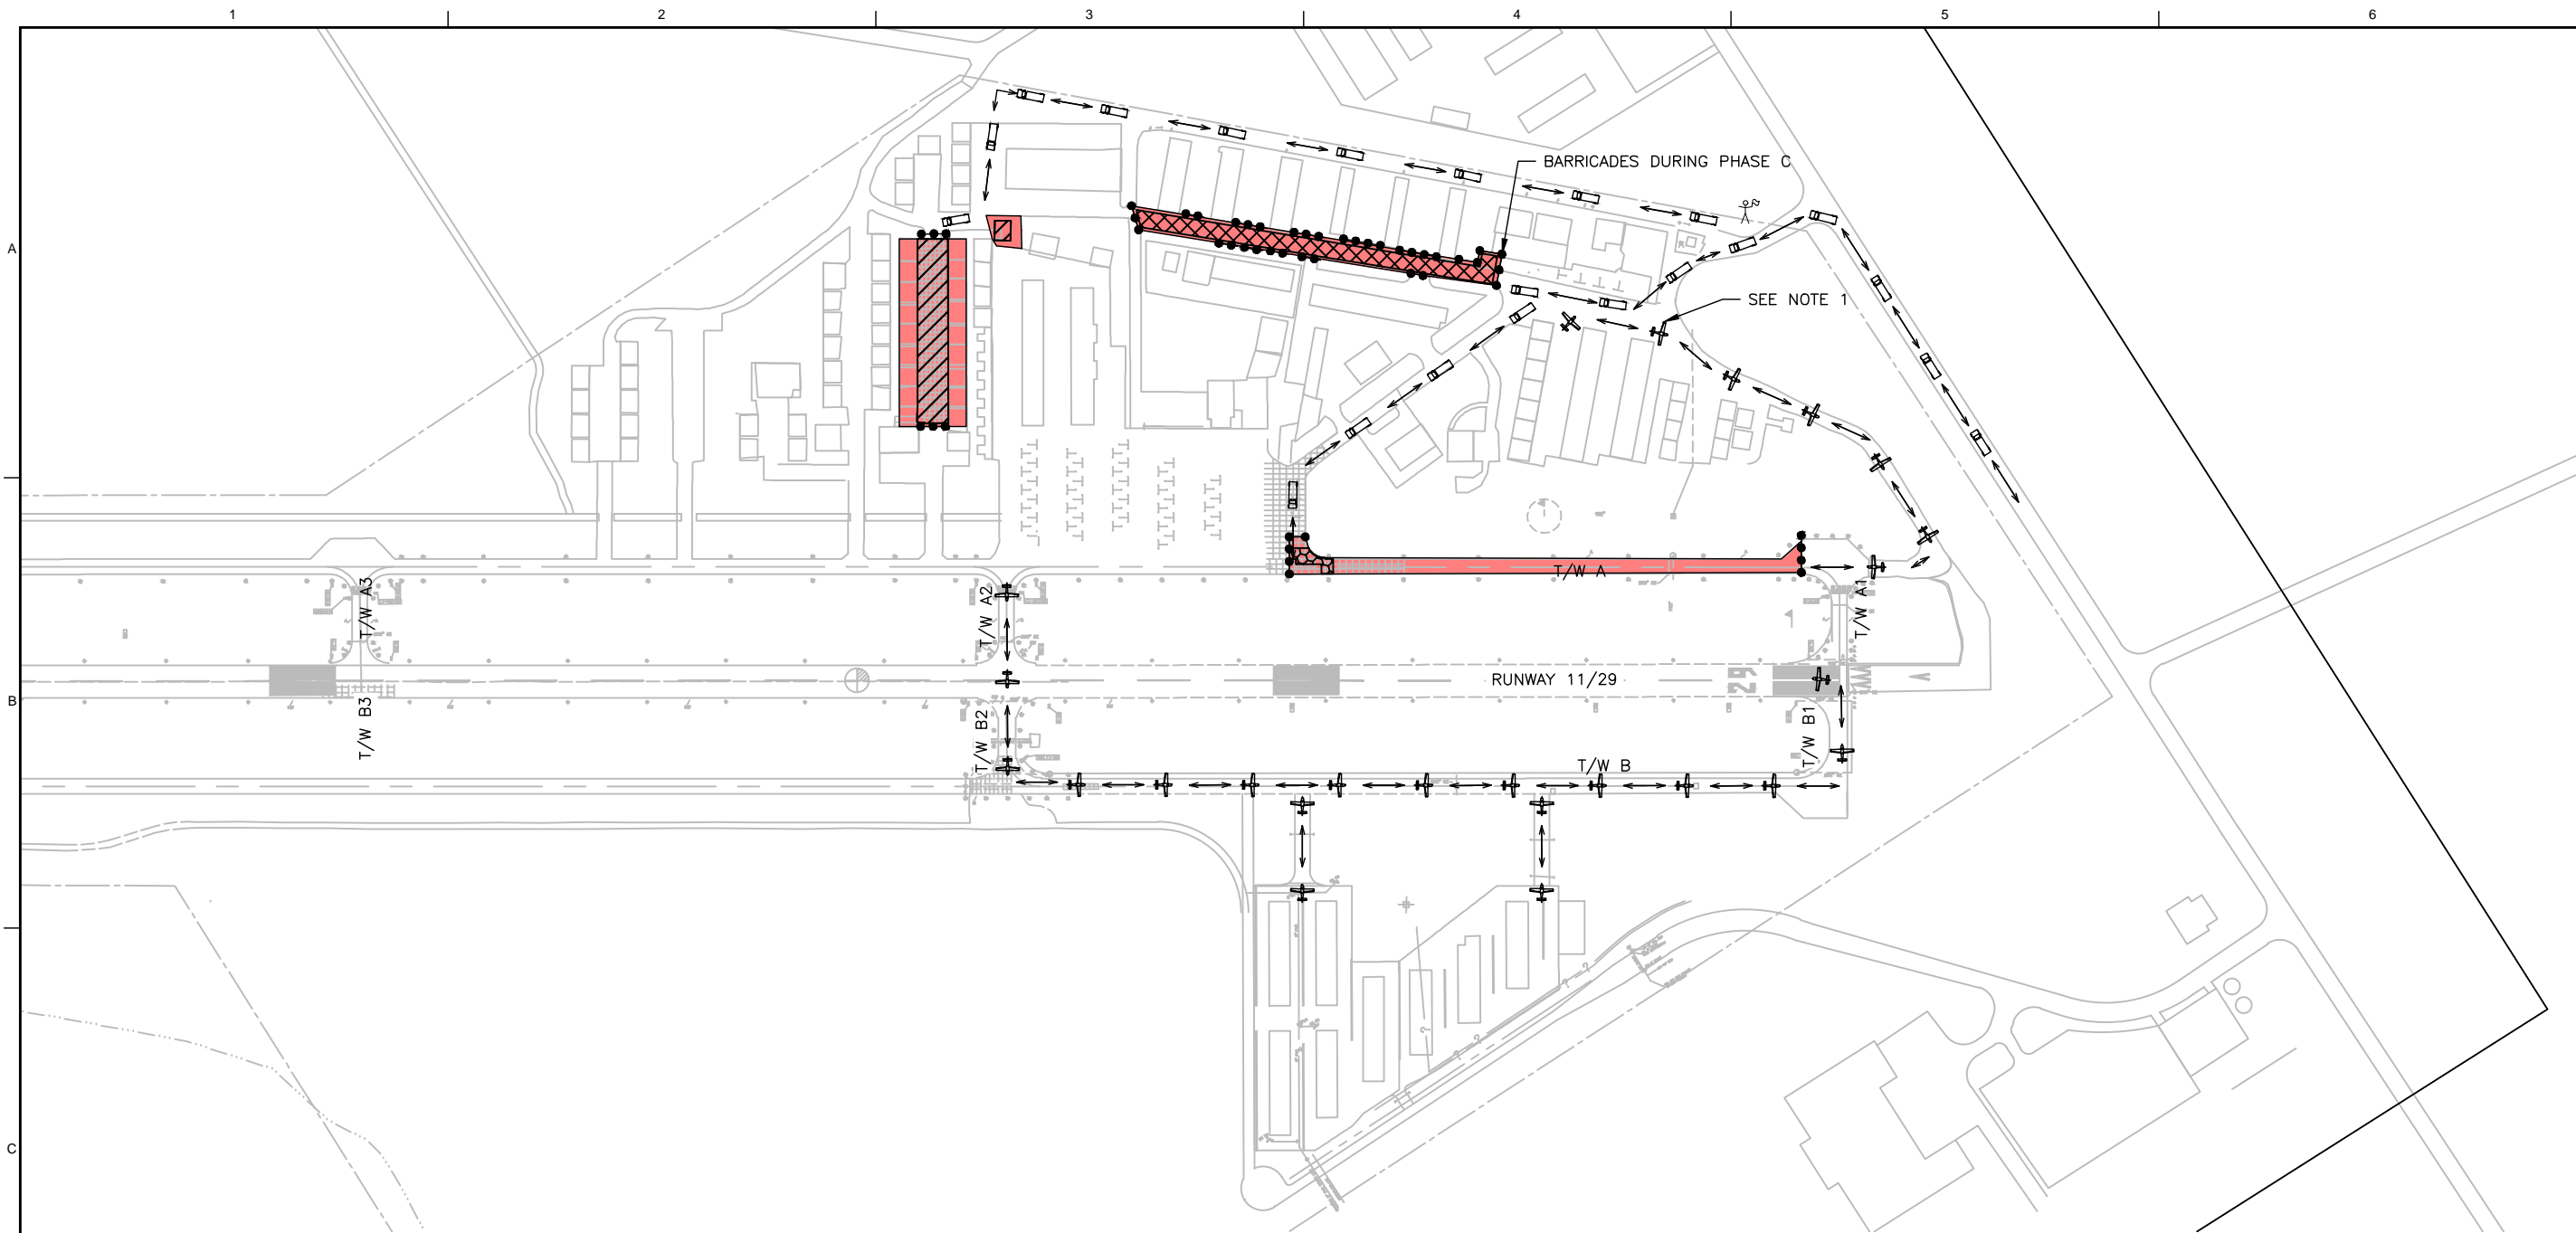 1
2
3
4
5
6
A
BARRICADES DURING PHASE C
SEE NOTE 1
T/W A
T/W A3
T/W A2
T/W A1
B
RUNWAY 11/29
29
T/W B3
T/W B2
T/W B1
T/W B
C